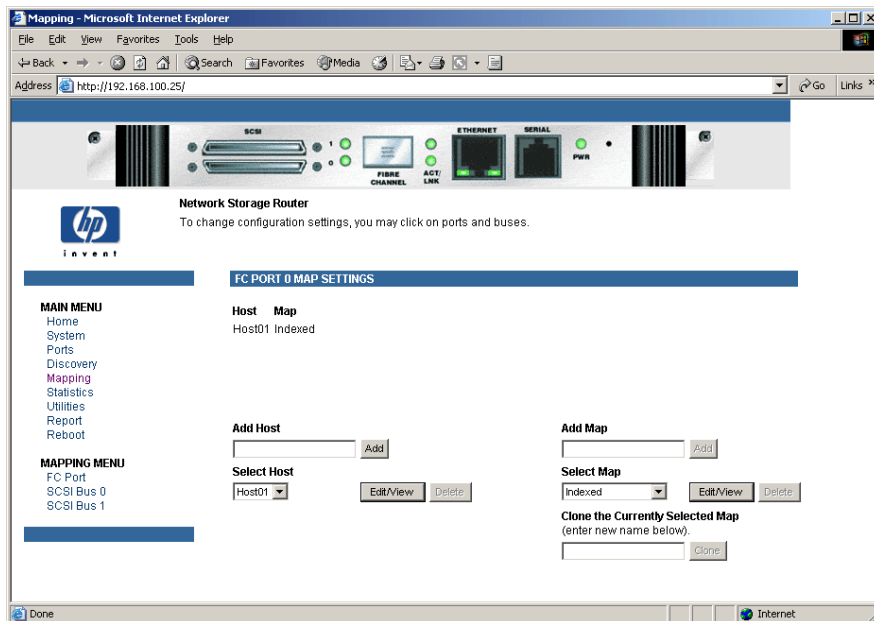 Mapping - Microsoft Internet Explorer
File Edit View Favorites Tools Help
Back Search Favorites Media
Address http://192.168.100.25/ Go Links »
SCSI 1 0 FIBRE CHANNEL ACT/ LNK ETHERNET SERIAL PWR
hp
invent
Network Storage Router
To change configuration settings, you may click on ports and buses.
FC PORT 0 MAP SETTINGS
MAIN MENU
Home
System
Ports
Discovery
Mapping
Statistics
Utilities
Report
Reboot
MAPPING MENU
FC Port
SCSI Bus 0
SCSI Bus 1
Host Map
Host01 Indexed
Add Host
Add
Select Host
Host01 Edit/View Delete
Add Map
Add
Select Map
Indexed Edit/View Delete
Clone the Currently Selected Map
(enter new name below).
Clone
Done Internet